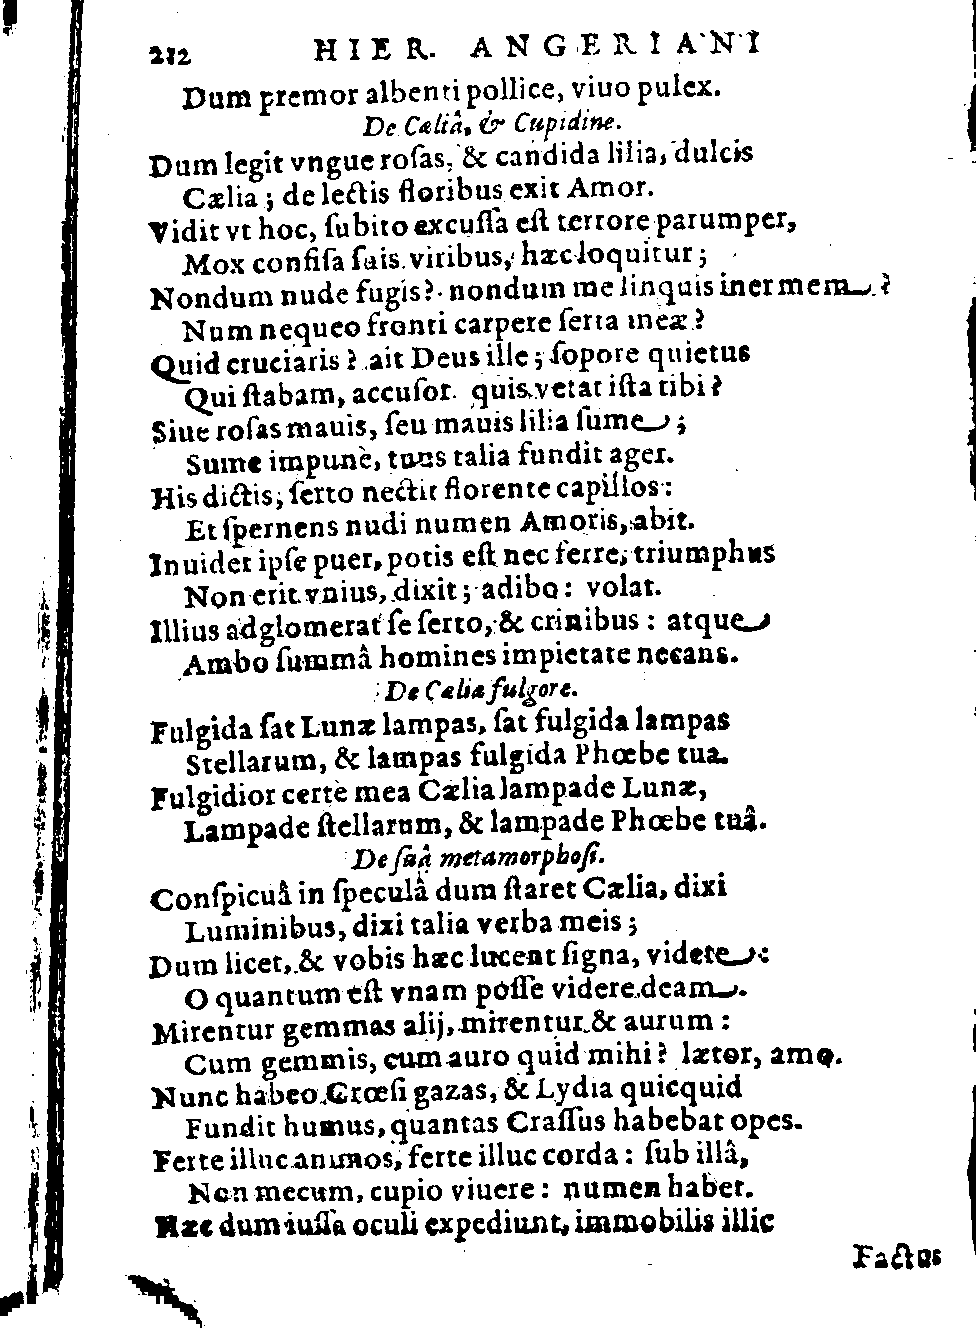 212 HIER. ANGERIANI
Dum premor albenti pollice, viuo pulex.
De Cæliâ, & Cupidine.
Dum legit vngue roſas, & candida lilia, dulcis
Cælia ; de lectis floribus exit Amor.
Vidit vt hoc, ſubito excuſſa eſt terrore parumper,
Mox confiſa ſuis viribus, hæc loquitur ;
Nondum nude fugis? nondum me linquis inermem ?
Num nequeo fronti carpere ſerta meæ ?
Quid cruciaris ? ait Deus ille ; ſopore quietus
Qui ſtabam, accuſor. quis vetat iſta tibi ?
Siue roſas mauis, ſeu mauis lilia ſume ;
Sume impunè, tuus talia fundit ager.
His dictis, ſerto nectit florente capillos :
Et ſpernens nudi numen Amoris, abit.
Inuidet ipſe puer, potis eſt nec ferre, triumphus
Non erit vnius, dixit ; adibo : volat.
Illius adglomerat ſe ſerto, & crinibus : atque
Ambo ſummâ homines impietate necans.
De Cæliæ fulgore.
Fulgida ſat Lunæ lampas, ſat fulgida lampas
Stellarum, & lampas fulgida Phœbe tua.
Fulgidior certè mea Cælia lampade Lunæ,
Lampade ſtellarum, & lampade Phœbe tuâ.
De ſuâ metamorphoſi.
Conſpicuâ in ſpeculâ dum ſtaret Cælia, dixi
Luminibus, dixi talia verba meis ;
Dum licet, & vobis hæc lucent ſigna, videte :
O quantum eſt vnam poſſe videre deam.
Mirentur gemmas alij, mirentur & aurum :
Cum gemmis, cum auro quid mihi ? lætor, amo.
Nunc habeo Crœſi gazas, & Lydia quicquid
Fundit humus, quantas Craſſus habebat opes.
Ferte illuc animos, ferte illuc corda : ſub illâ,
Non mecum, cupio viuere : numen habet.
Hæc dum iuſſa oculi expediunt, immobilis illic
Factus